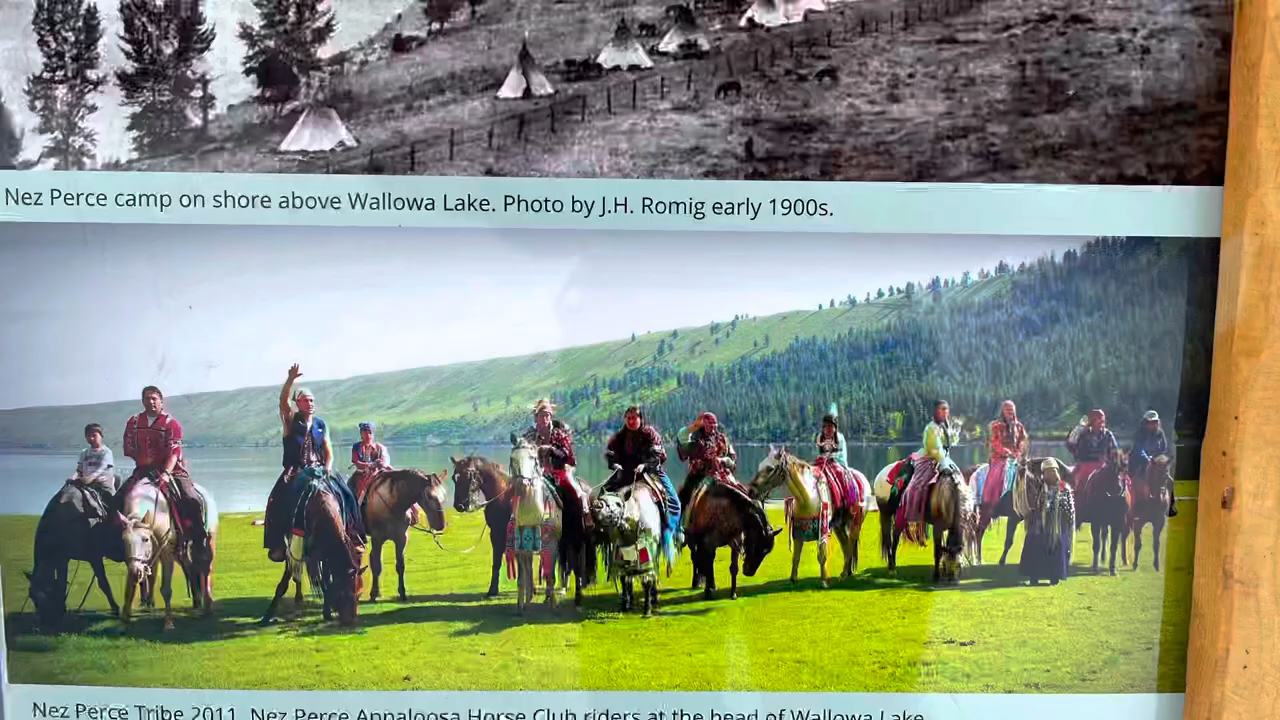 Nez Perce camp on shore above Wallowa Lake. Photo by J.H. Romig early 1900s.
Nez Perce Tribe 2011. Nez Perce Appaloosa Horse Club riders at the head of Wallowa Lake